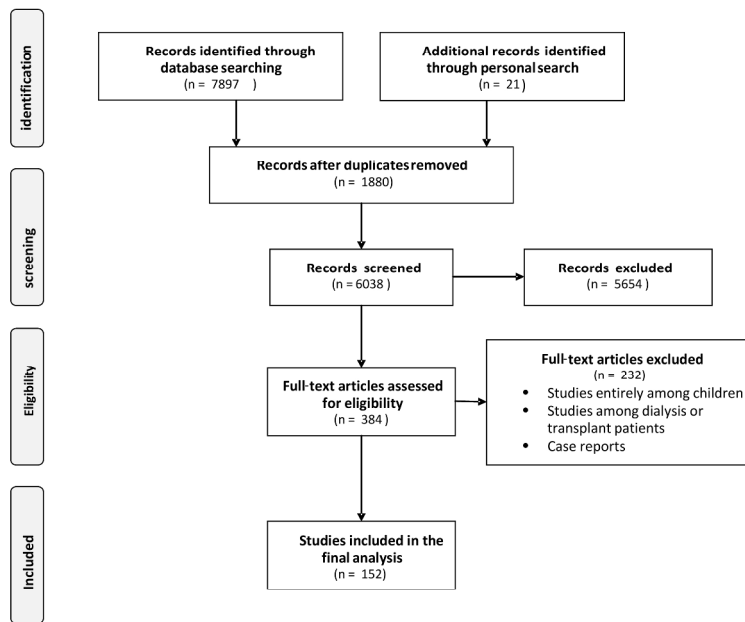 identification
Records identified through
database searching
(n = 7897 )
Additional records identified
through personal search
(n = 21)
Records after duplicates removed
(n = 1880)
screening
Records screened
(n = 6038)
Records excluded
(n = 5654 )
Eligibility
Full-text articles assessed
for eligibility
(n = 384 )
Full-text articles excluded
(n = 232)
• Studies entirely among children
• Studies among dialysis or
transplant patients
• Case reports
Included
Studies included in the
final analysis
(n = 152)